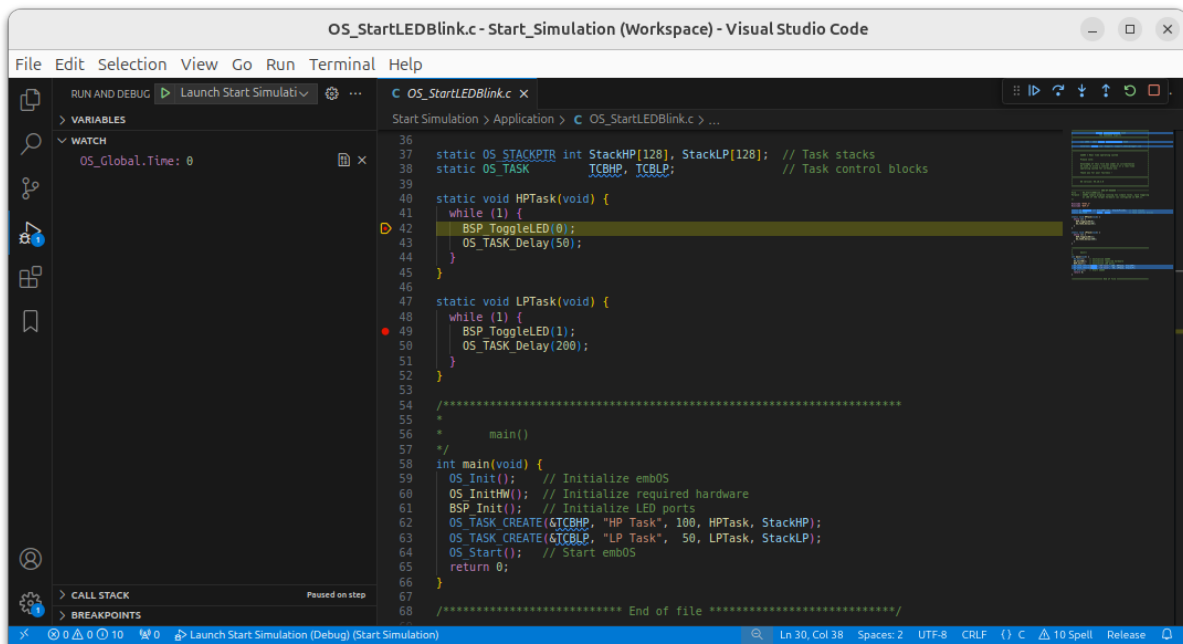 OS_StartLEDBlink.c - Start_Simulation (Workspace) - Visual Studio Code
File Edit Selection View Go Run Terminal Help
RUN AND DEBUG Launch Start Simulati
VARIABLES
WATCH
OS_Global.Time: 0
C OS_StartLEDBlink.c
Start Simulation > Application > C OS_StartLEDBlink.c > ...
36
37 static OS_STACKPTR int StackHP[128], StackLP[128]; // Task stacks
38 static OS_TASK TCBHP, TCBLP; // Task control blocks
39
40 static void HPTask(void) {
41 while (1) {
42 BSP_ToggleLED(0);
43 OS_TASK_Delay(50);
44 }
45 }
46
47 static void LPTask(void) {
48 while (1) {
49 BSP_ToggleLED(1);
50 OS_TASK_Delay(200);
51 }
52 }
53
54 /*********************************************************************
55 *
56 * main()
57 */
58 int main(void) {
59 OS_Init(); // Initialize embOS
60 OS_InitHW(); // Initialize required hardware
61 BSP_Init(); // Initialize LED ports
62 OS_TASK_CREATE(&TCBHP, "HP Task", 100, HPTask, StackHP);
63 OS_TASK_CREATE(&TCBLP, "LP Task", 50, LPTask, StackLP);
64 OS_Start(); // Start embOS
65 return 0;
66 }
67
68 /*************************** End of file ****************************/
1
1
CALL STACK Paused on step
BREAKPOINTS
0 0 10 0 Launch Start Simulation (Debug) (Start Simulation) Ln 30, Col 38 Spaces: 2 UTF-8 CRLF {} C 10 Spell Release